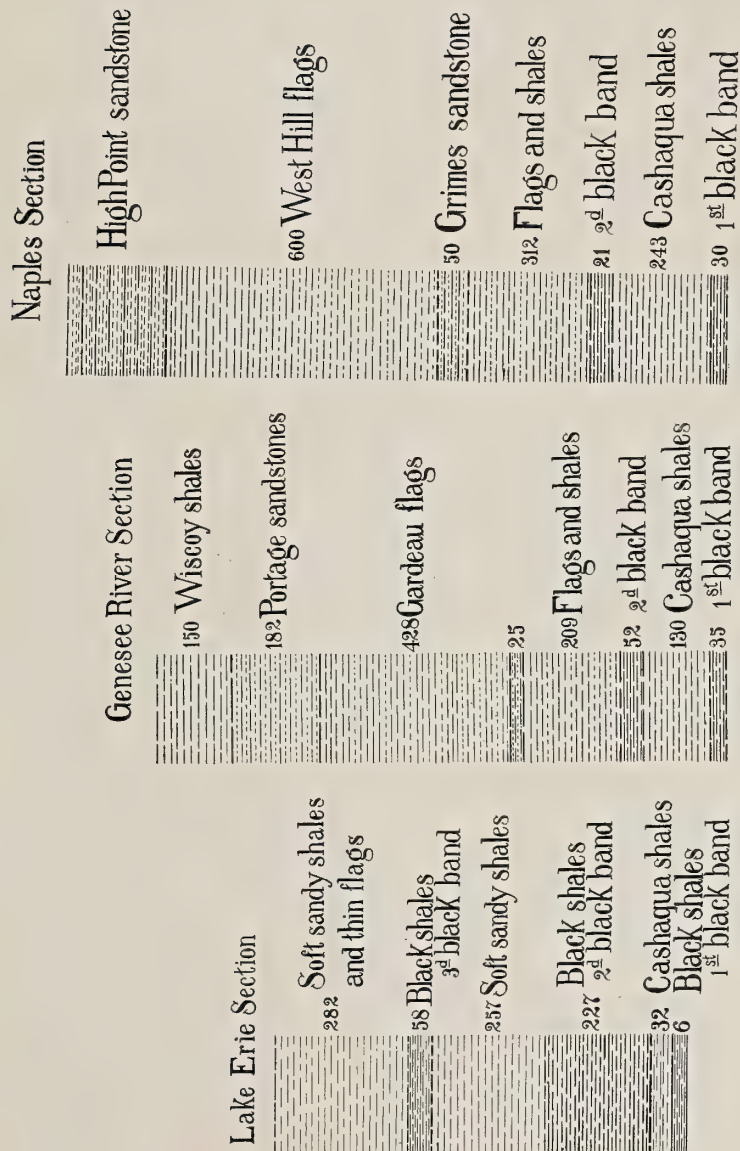 Lake Erie Section
282 Soft sandy shales
and thin flags
58 Black shales
3d black band
257 Soft sandy shales
Black shales
227 2d black band
32 Cashaqua shales
6 Black shales
1st black band
Genesee River Section
150 Wiscoy shales
182 Portage sandstones
428 Gardeau flags
25
209 Flags and shales
52 2d black band
130 Cashaqua shales
35 1st black band
Naples Section
High Point sandstone
600 West Hill flags
50 Grimes sandstone
312 Flags and shales
21 2d black band
243 Cashaqua shales
30 1st black band